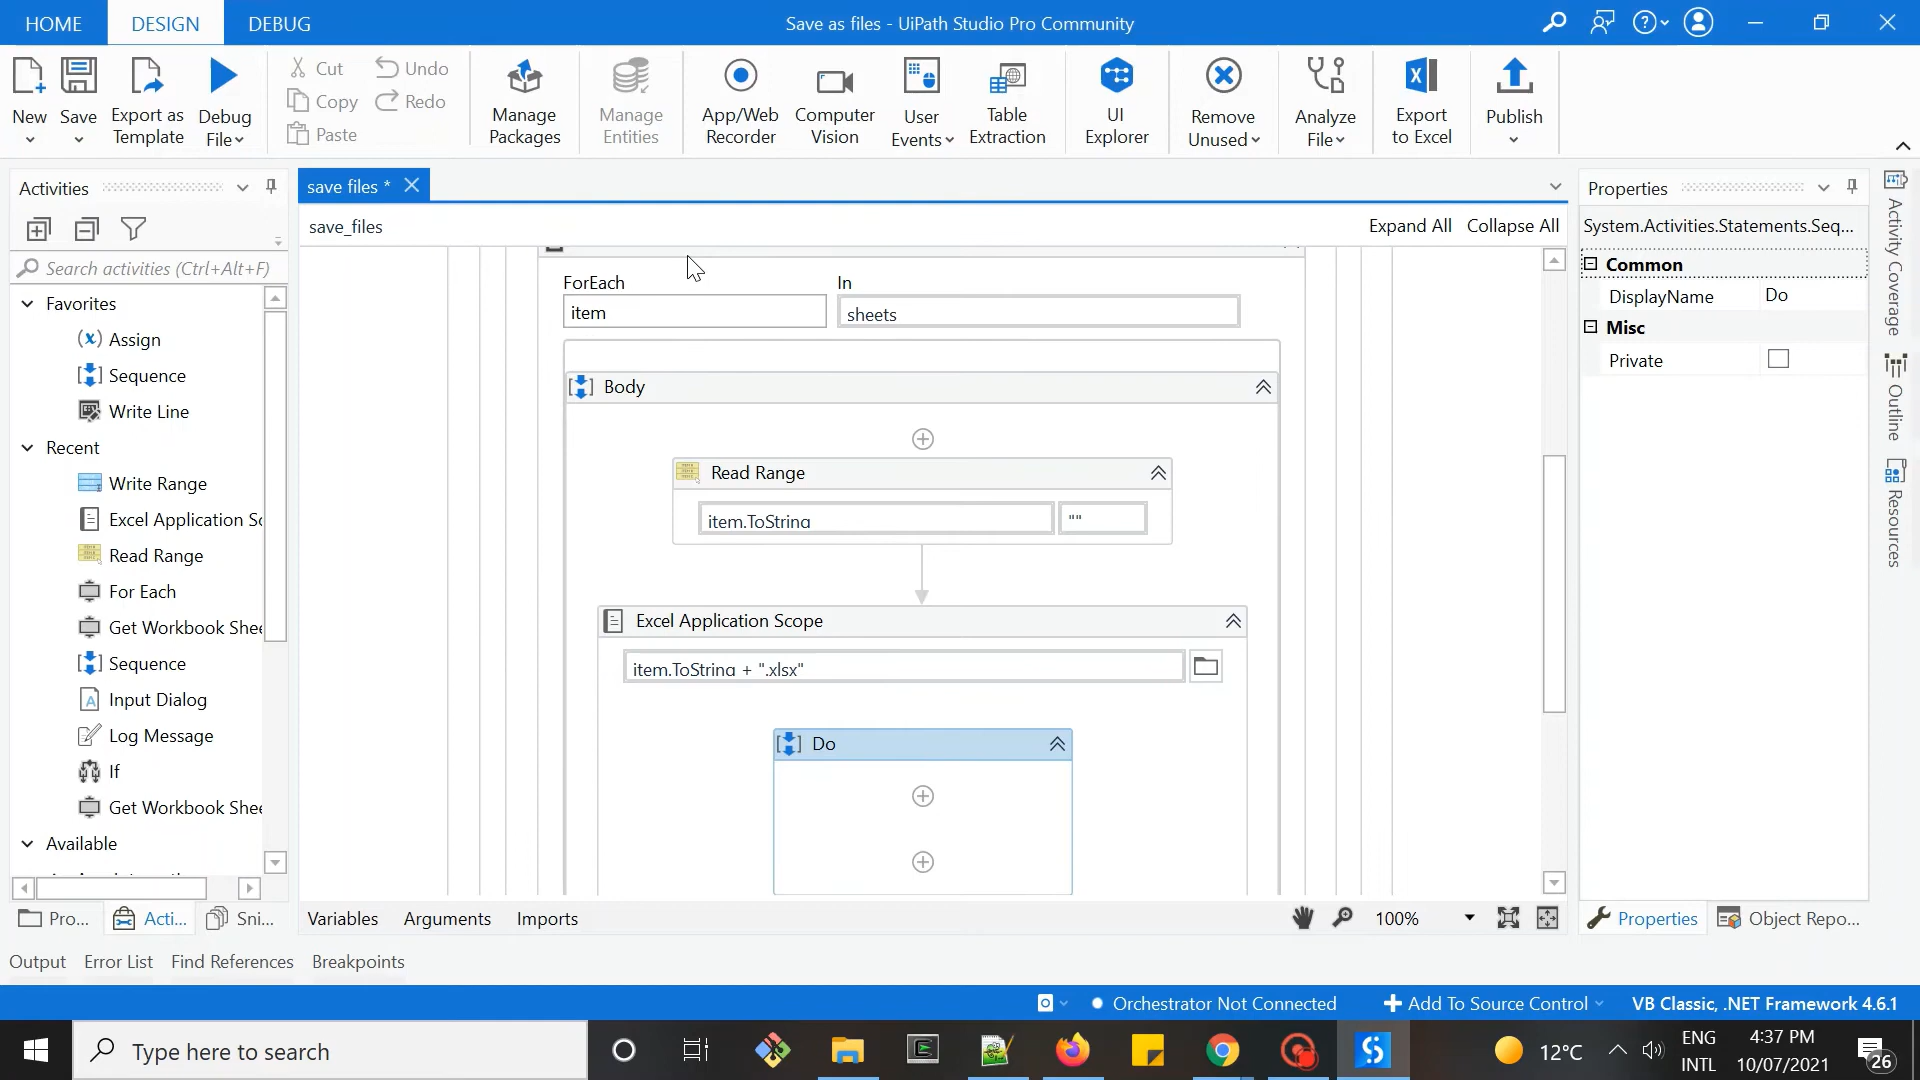 HOME DESIGN DEBUG
Save as files - UiPath Studio Pro Community
New
Save
Export as
Template
Debug
File
Cut
Copy
Paste
Undo
Redo
Manage
Packages
Manage
Entities
App/Web
Recorder
Computer
Vision
User
Events
Table
Extraction
UI
Explorer
Remove
Unused
Analyze
File
Export
to Excel
Publish
Activities
Search activities (Ctrl+Alt+F)
Favorites
Assign
Sequence
Write Line
Recent
Write Range
Excel Application Sc
Read Range
For Each
Get Workbook Shee
Sequence
Input Dialog
Log Message
If
Get Workbook Shee
Available
Pro... Acti... Sni...
save files *
save_files
Expand All Collapse All
ForEach In
item sheets
Body
Read Range
item.ToString ""
Excel Application Scope
item.ToString + ".xlsx"
Do
Variables Arguments Imports
100%
Properties
System.Activities.Statements.Seq...
Common
DisplayName Do
Misc
Private
Properties Object Repo...
Activity Coverage
Outline
Resources
Output Error List Find References Breakpoints
Orchestrator Not Connected Add To Source Control VB Classic, .NET Framework 4.6.1
Type here to search
12°C
ENG
INTL
4:37 PM
10/07/2021
26